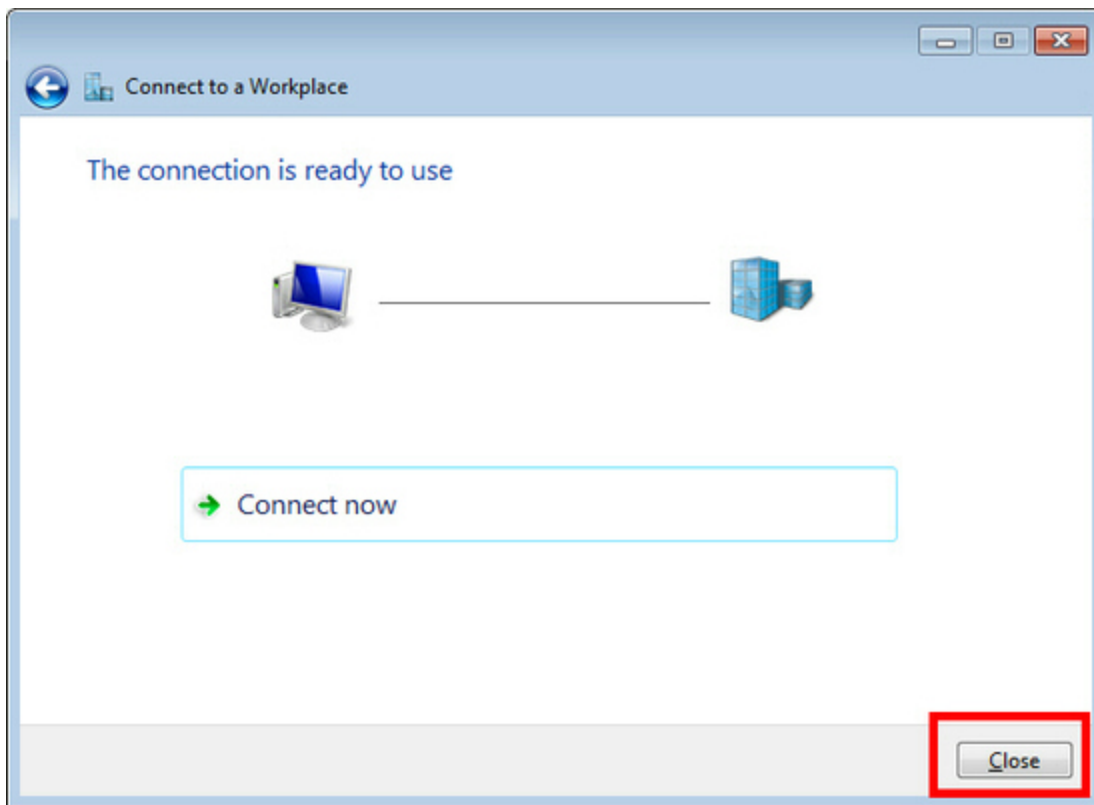 Connect to a Workplace
The connection is ready to use
Connect now
Close